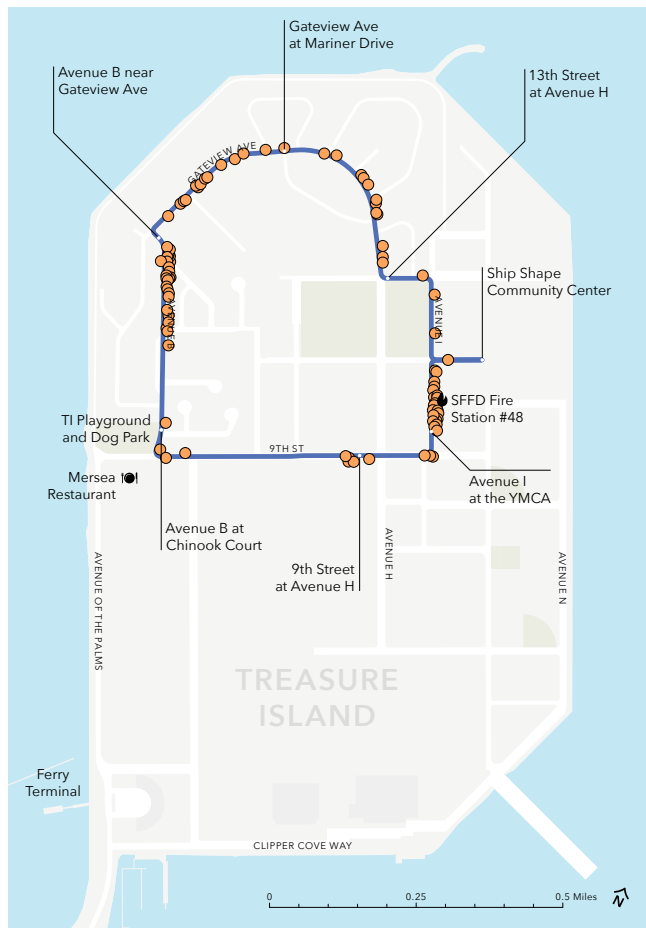 Gateview Ave
at Mariner Drive
Avenue B near
Gateview Ave
13th Street
at Avenue H
GATEVIEW AVE
Ship Shape
Community Center
AVENUE I
AVENUE B
SFFD Fire
Station #48
TI Playground
and Dog Park
9TH ST
Mersea
Restaurant
Avenue I
at the YMCA
Avenue B at
Chinook Court
9th Street
at Avenue H
AVENUE H
AVENUE OF THE PALMS
AVENUE N
TREASURE
ISLAND
Ferry
Terminal
CLIPPER COVE WAY
0 0.25 0.5 Miles
N